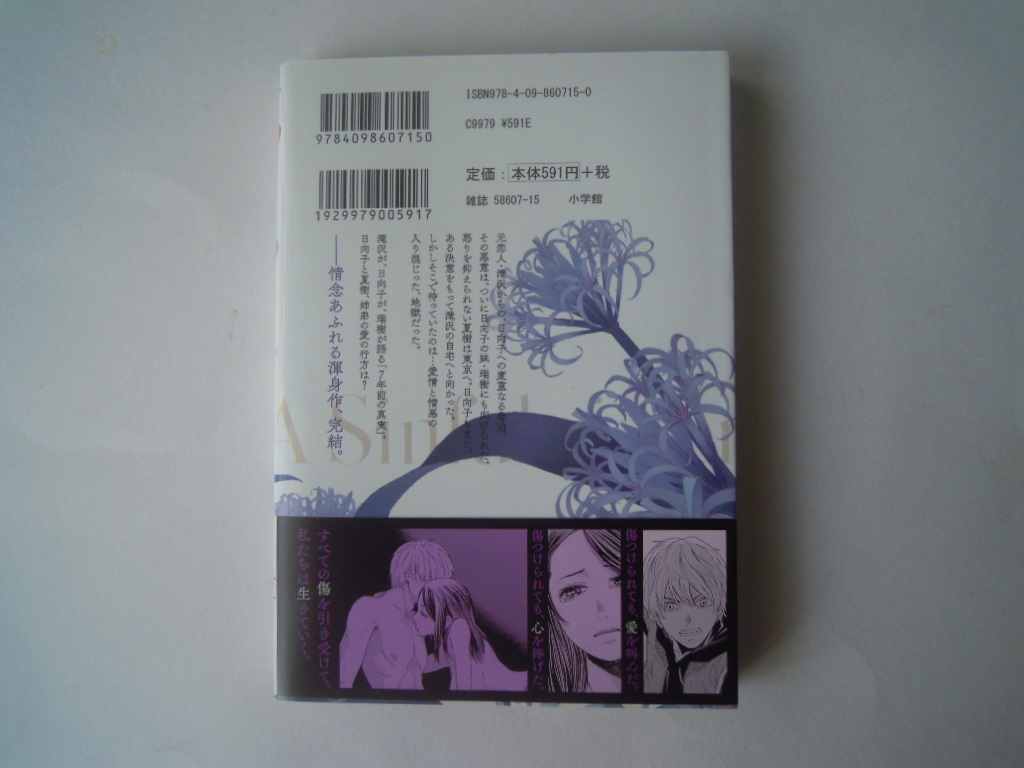 ISBN978-4-09-860715-0
C9979 ¥591E
9784098607150
定価：本体591円＋税
雑誌 58607-15 小学館
1929979005917
元恋人・滝沢からの、日向子への
その悪意は、ついに日向子の妹・瑞樹にも向けられた。
怒りを抑えられない夏樹は東京へ。日向子もまた、
ある決意をもって滝沢の自宅へと向かった。
しかしそこで待っていたのは…愛情と憎悪の
入り混じった、地獄だった。
滝沢が、日向子が、瑞樹が語る「7年前の真実」。
日向子と夏樹、姉弟の愛の行方は？
──情念あふれる渾身作、完結。
A Sinful
傷つけられても、愛を叫んだ。
傷つけられても、心を捧げた。
すべての傷を引き受けて、
私たちは生きていく。